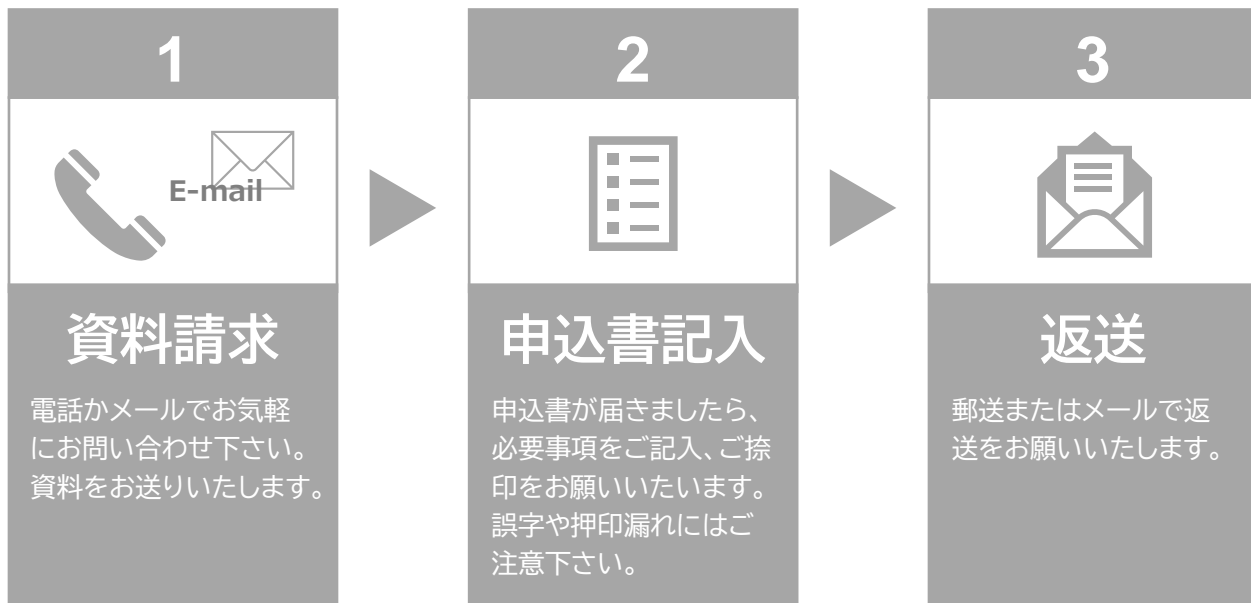 1
E-mail
資料請求
電話かメールでお気軽
にお問い合わせ下さい。
資料をお送りいたします。
2
申込書記入
申込書が届きましたら、
必要事項をご記入、ご捺
印をお願いいたいます。
誤字や押印漏れにはご
注意下さい。
3
返送
郵送またはメールで返
送をお願いいたします。